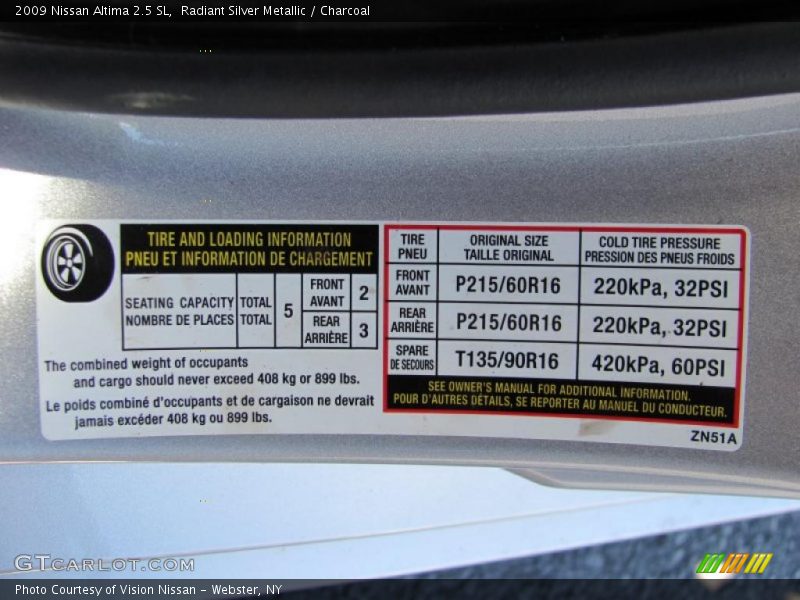 2009 Nissan Altima 2.5 SL,  Radiant Silver Metallic / Charcoal
TIRE AND LOADING INFORMATION
PNEU ET INFORMATION DE CHARGEMENT
SEATING CAPACITY
NOMBRE DE PLACES
TOTAL
TOTAL
5
FRONT
AVANT
2
REAR
ARRIÈRE
3
The combined weight of occupants
and cargo should never exceed 408 kg or 899 lbs.
Le poids combiné d'occupants et de cargaison ne devrait
jamais excéder 408 kg ou 899 lbs.
TIRE
PNEU
ORIGINAL SIZE
TAILLE ORIGINAL
COLD TIRE PRESSURE
PRESSION DES PNEUS FROIDS
FRONT
AVANT
P215/60R16
220kPa, 32PSI
REAR
ARRIÈRE
P215/60R16
220kPa, 32PSI
SPARE
DE SECOURS
T135/90R16
420kPa, 60PSI
SEE OWNER'S MANUAL FOR ADDITIONAL INFORMATION.
POUR D'AUTRES DÉTAILS, SE REPORTER AU MANUEL DU CONDUCTEUR.
ZN51A
GTCARLOT.COM
Photo Courtesy of Vision Nissan - Webster, NY